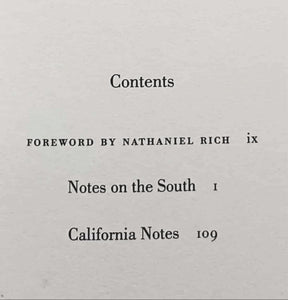 Contents
FOREWORD BY NATHANIEL RICH ix
Notes on the South 1
California Notes 109